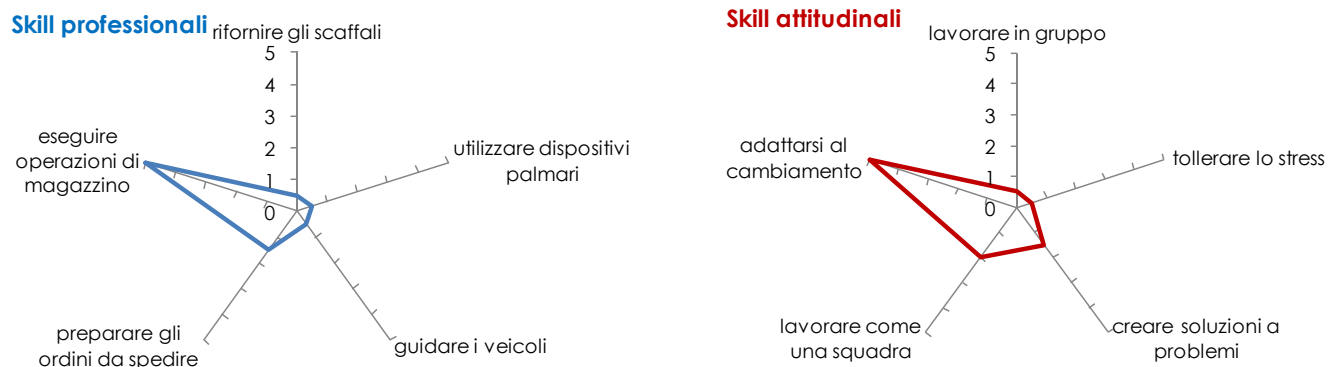 Skill professionali
rifornire gli scaffali
5
4
3
2
1
0
utilizzare dispositivi
palmari
guidare i veicoli
preparare gli
ordini da spedire
eseguire
operazioni di
magazzino
Skill attitudinali
lavorare in gruppo
5
4
3
2
1
0
tollerare lo stress
creare soluzioni a
problemi
lavorare come
una squadra
adattarsi al
cambiamento